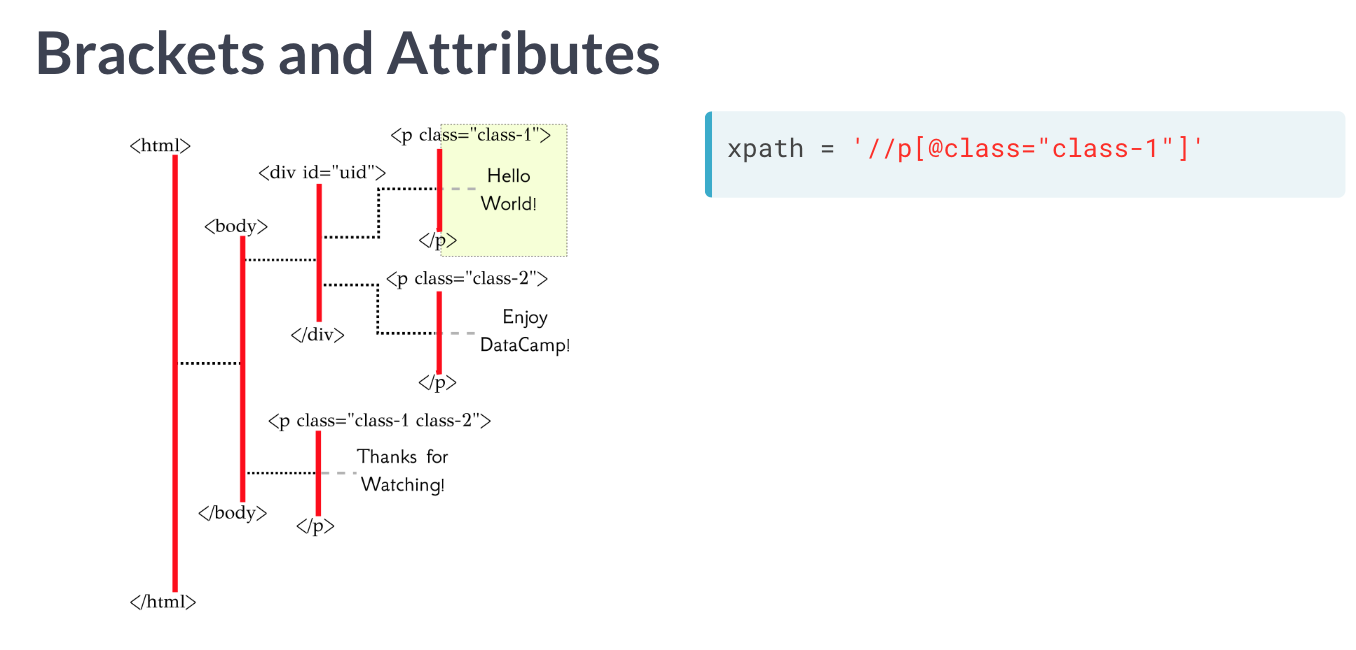 Brackets and Attributes
<html>
<body>
<div id="uid">
<p class="class-1">
Hello
World!
</p>
<p class="class-2">
Enjoy
DataCamp!
</p>
</div>
<p class="class-1 class-2">
Thanks for
Watching!
</p>
</body>
</html>
xpath = '//p[@class="class-1"]'